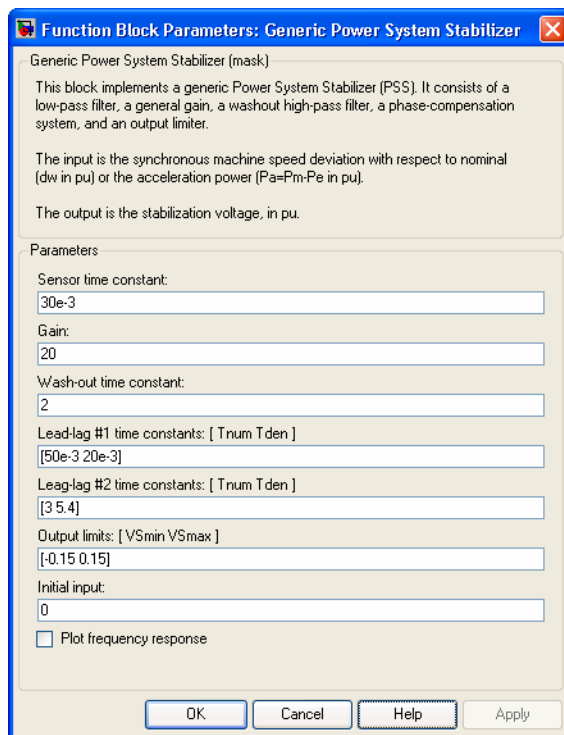 Function Block Parameters: Generic Power System Stabilizer
Generic Power System Stabilizer (mask)
This block implements a generic Power System Stabilizer (PSS). It consists of a
low-pass filter, a general gain, a washout high-pass filter, a phase-compensation
system, and an output limiter.
The input is the synchronous machine speed deviation with respect to nominal
(dw in pu) or the acceleration power (Pa=Pm-Pe in pu).
The output is the stabilization voltage, in pu.
Parameters
Sensor time constant:
30e-3
Gain:
20
Wash-out time constant:
2
Lead-lag #1 time constants: [ Tnum Tden ]
[50e-3 20e-3]
Leag-lag #2 time constants: [ Tnum Tden ]
[3 5.4]
Output limits: [ VSmin VSmax ]
[-0.15 0.15]
Initial input:
0
Plot frequency response
OK Cancel Help Apply